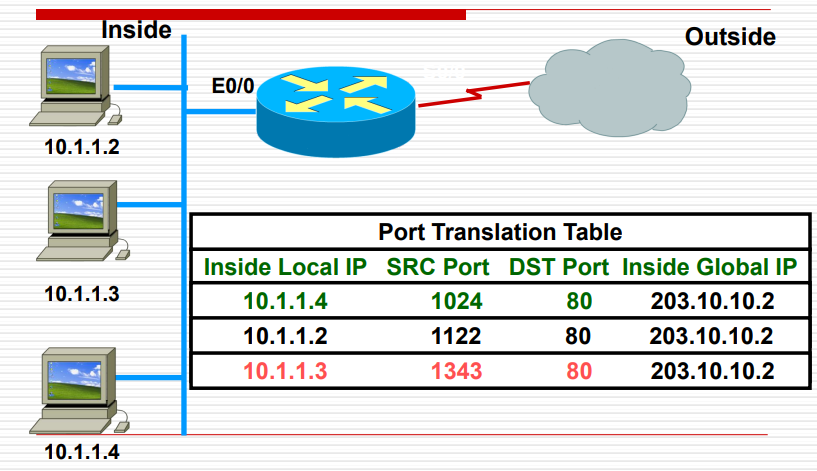 Inside
Outside
E0/0
10.1.1.2
10.1.1.3
10.1.1.4
Port Translation Table
Inside Local IP SRC Port DST Port Inside Global IP
10.1.1.4 1024 80 203.10.10.2
10.1.1.2 1122 80 203.10.10.2
10.1.1.3 1343 80 203.10.10.2